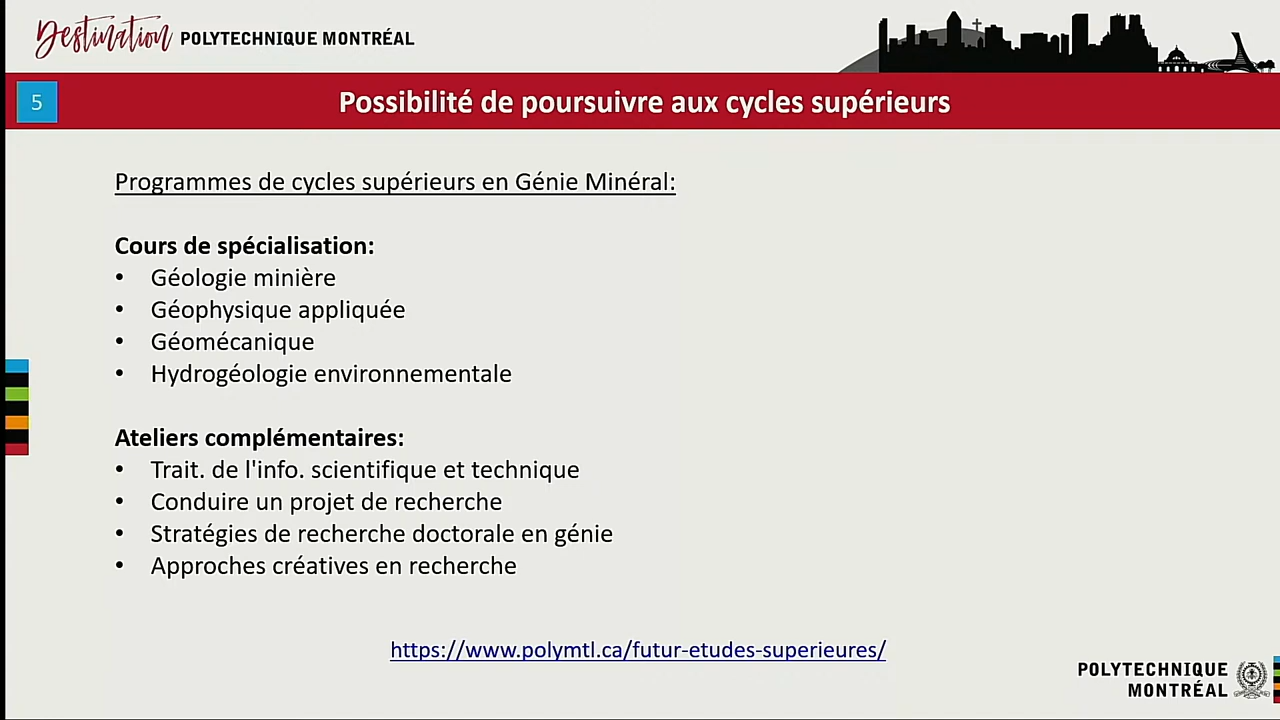 Destination POLYTECHNIQUE MONTRÉAL
5
Possibilité de poursuivre aux cycles supérieurs
Programmes de cycles supérieurs en Génie Minéral:
Cours de spécialisation:
• Géologie minière
• Géophysique appliquée
• Géomécanique
• Hydrogéologie environnementale
Ateliers complémentaires:
• Trait. de l'info. scientifique et technique
• Conduire un projet de recherche
• Stratégies de recherche doctorale en génie
• Approches créatives en recherche
https://www.polymtl.ca/futur-etudes-superieures/
POLYTECHNIQUE
MONTRÉAL